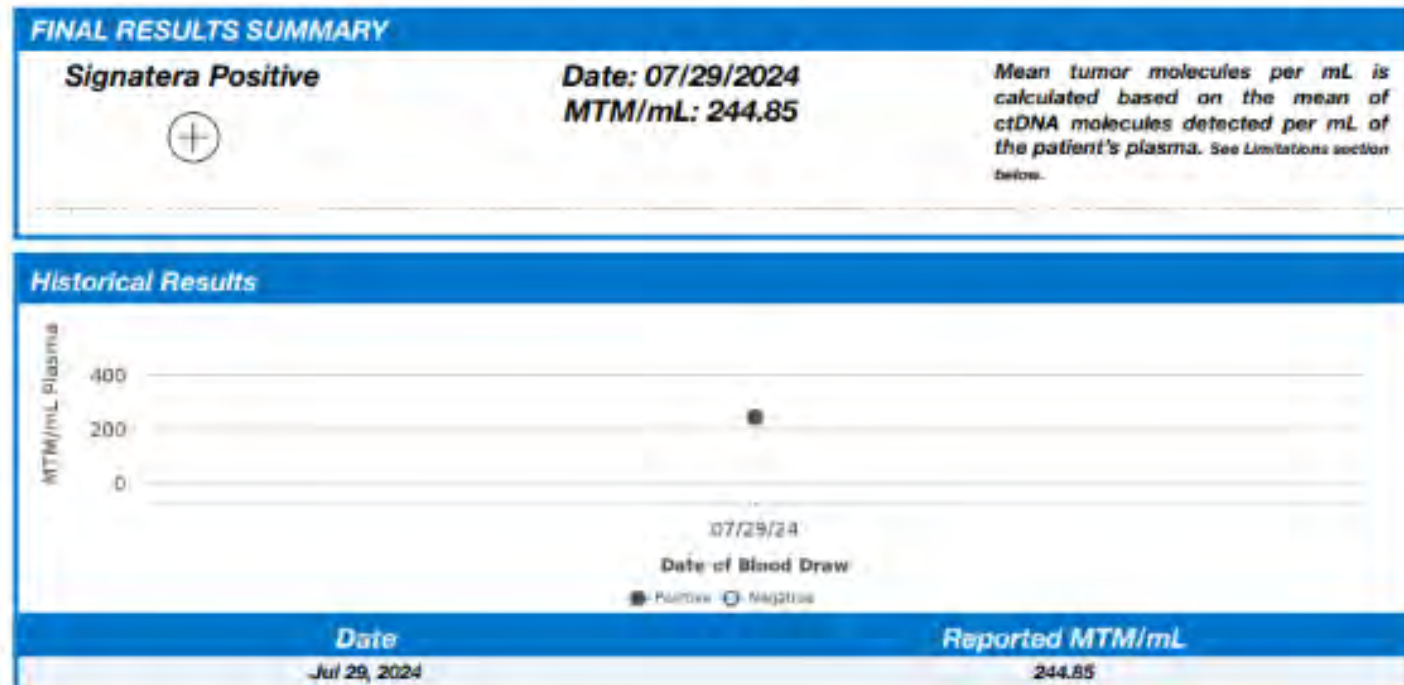 FINAL RESULTS SUMMARY
Signatera Positive
Date: 07/29/2024
MTM/mL: 244.85
Mean tumor molecules per mL is
calculated based on the mean of
ctDNA molecules detected per mL of
the patient's plasma. See Limitations section
below.
Historical Results
MTM/mL Plasma
400
200
0
07/29/24
Date of Blood Draw
Positive Negative
Date Reported MTM/mL
Jul 29, 2024 244.85